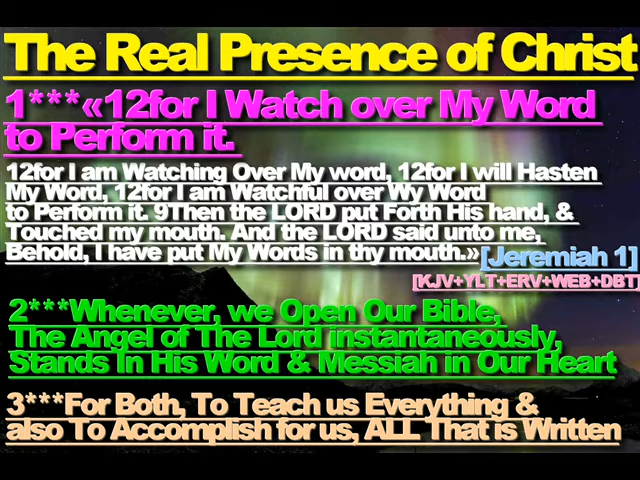 The Real Presence of Christ
1***«12for I Watch over My Word
to Perform it.
12for I am Watching Over My word, 12for I will Hasten
My Word, 12for I am Watchful over Wy Word
to Perform it. 9Then the LORD put Forth His hand, &
Touched my mouth. And the LORD said unto me,
Behold, I have put My Words in thy mouth.» [Jeremiah 1]
[KJV+YLT+ERV+WEB+DBT]
2***Whenever, we Open Our Bible,
The Angel of The Lord instantaneously,
Stands In His Word & Messiah in Our Heart
3***For Both, To Teach us Everything &
also To Accomplish for us, ALL That is Written